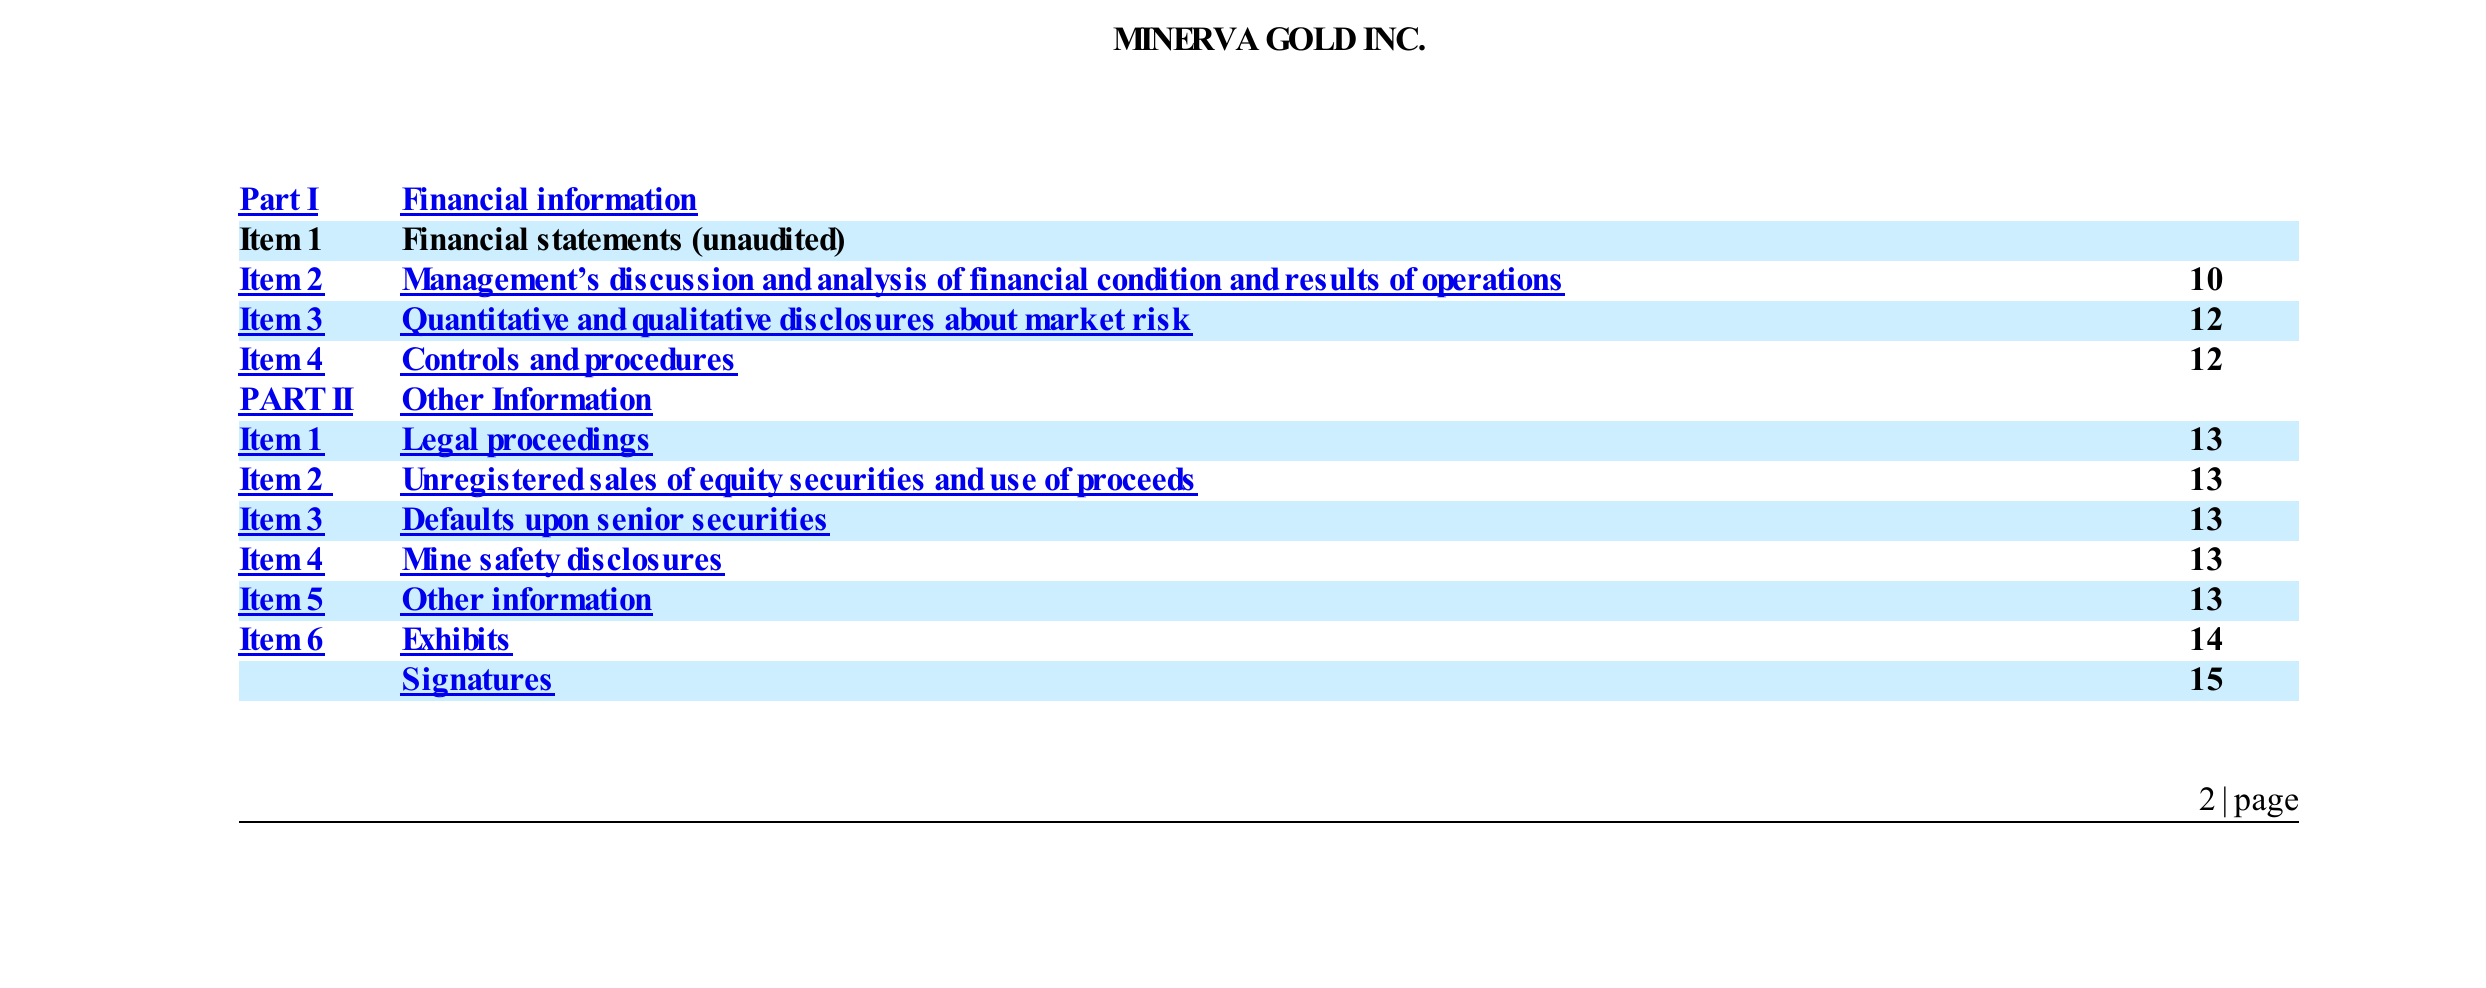 MINERVA GOLD INC.
Part I Financial information
Item 1 Financial statements (unaudited)
Item 2 Management’s discussion and analysis of financial condition and results of operations 10
Item 3 Quantitative and qualitative disclosures about market risk 12
Item 4 Controls and procedures 12
PART II Other Information
Item 1 Legal proceedings 13
Item 2 Unregistered sales of equity securities and use of proceeds 13
Item 3 Defaults upon senior securities 13
Item 4 Mine safety disclosures 13
Item 5 Other information 13
Item 6 Exhibits 14
Signatures 15
2 | page